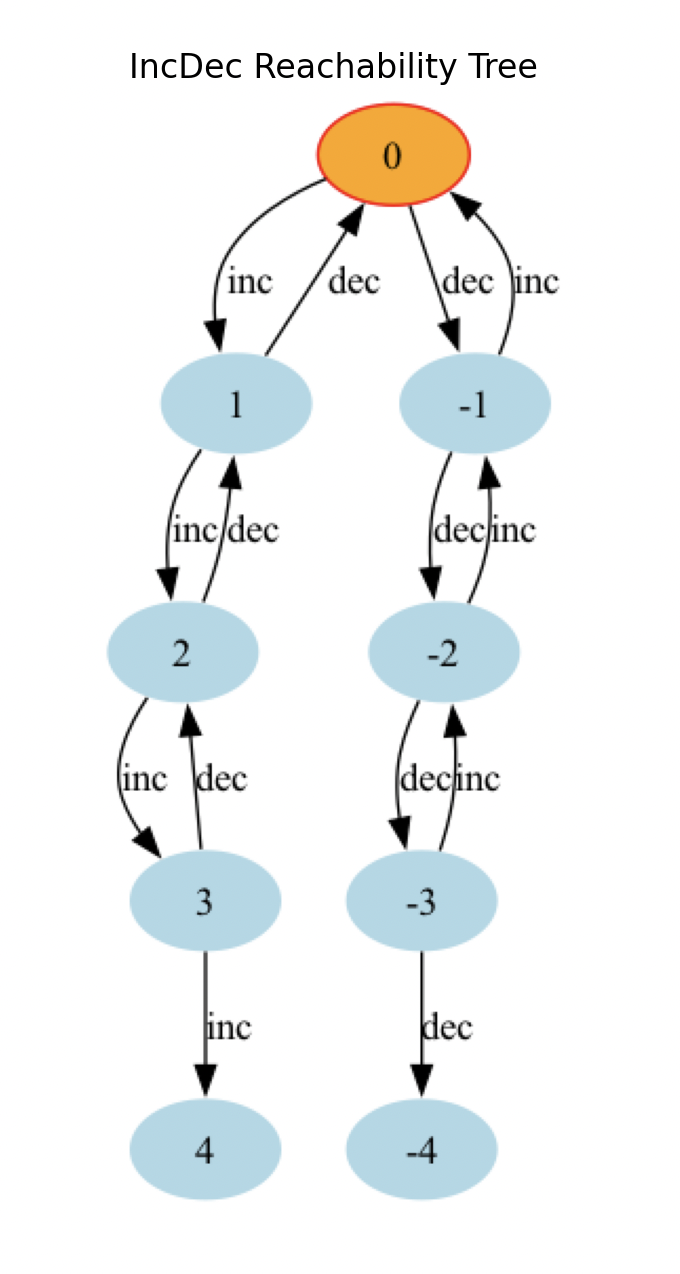 IncDec Reachability Tree
0
inc dec dec inc
1 -1
inc dec dec inc
2 -2
inc dec dec inc
3 -3
inc dec
4 -4